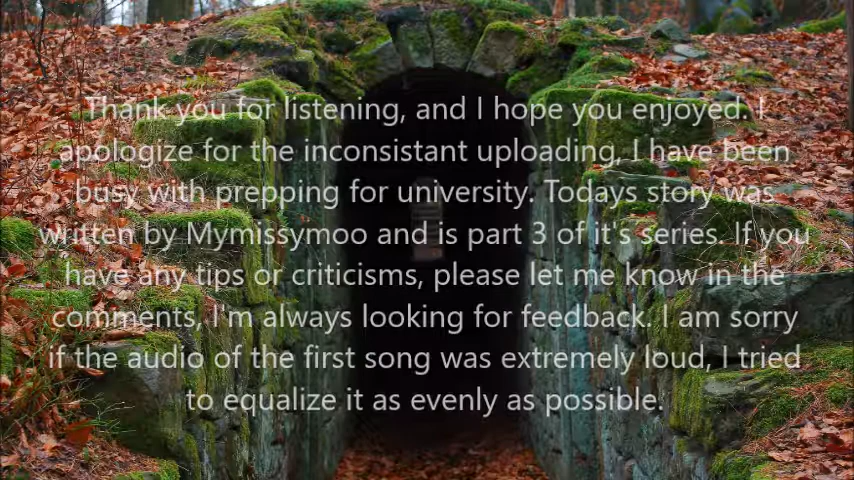 Thank you for listening, and I hope you enjoyed. I
apologize for the inconsistant uploading, I have been
busy with prepping for university. Todays story was
written by Mymissymoo and is part 3 of it's series. If you
have any tips or criticisms, please let me know in the
comments, I'm always looking for feedback. I am sorry
if the audio of the first song was extremely loud, I tried
to equalize it as evenly as possible.